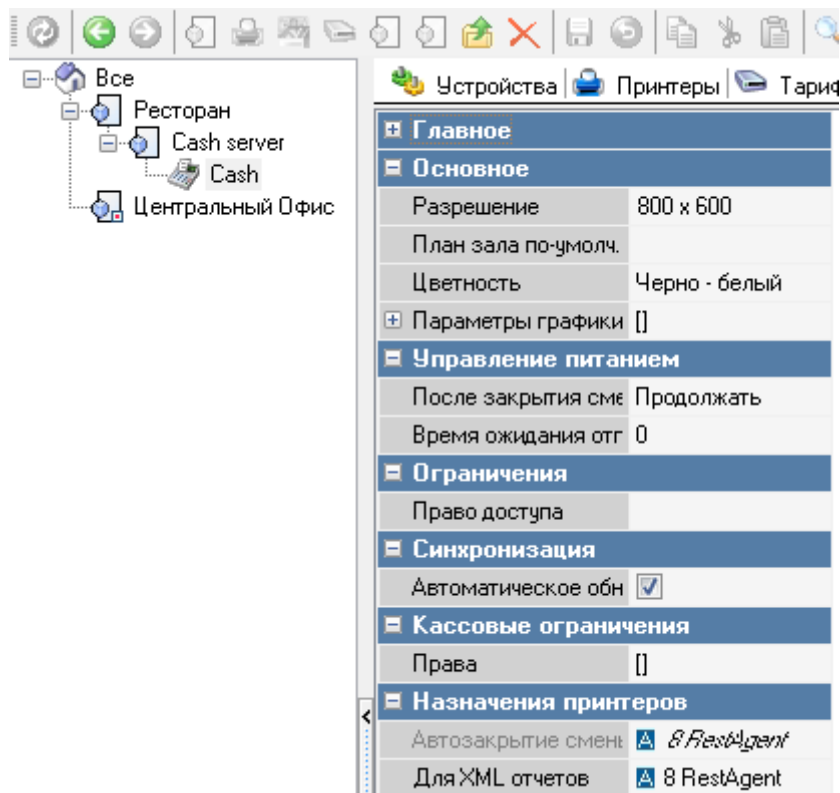 Все
Ресторан
Cash server
Cash
Центральный Офис
Устройства Принтеры Тариф
Главное
Основное
Разрешение 800 x 600
План зала по-умолч.
Цветность Черно - белый
Параметры графики []
Управление питанием
После закрытия сме Продолжать
Время ожидания отг 0
Ограничения
Право доступа
Синхронизация
Автоматическое обн
Кассовые ограничения
Права []
Назначения принтеров
Автозакрытие смены A 8 RestAgent
Для XML отчетов A 8 RestAgent